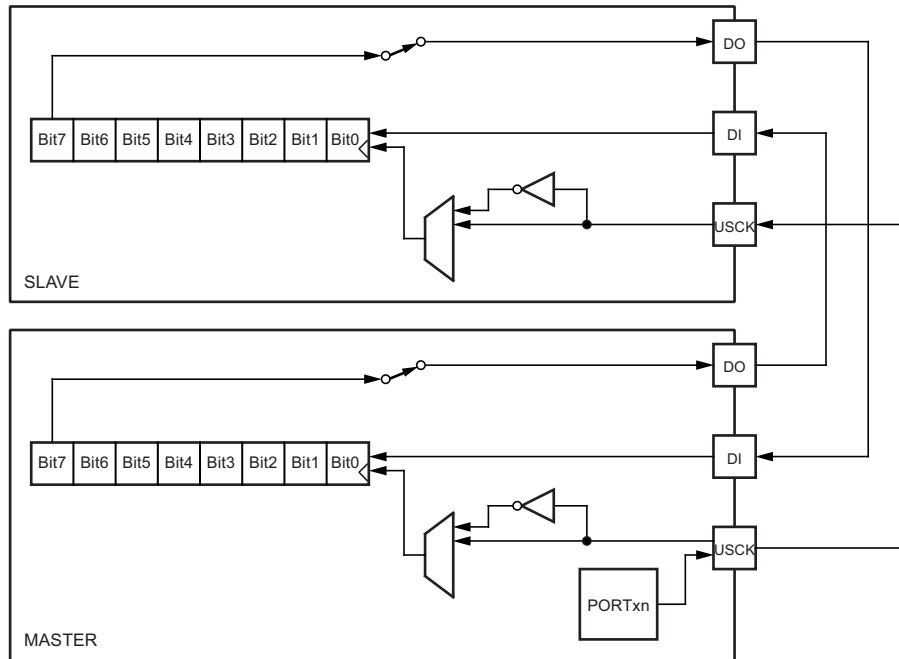 DO
Bit7 Bit6 Bit5 Bit4 Bit3 Bit2 Bit1 Bit0
DI
USCK
SLAVE
DO
Bit7 Bit6 Bit5 Bit4 Bit3 Bit2 Bit1 Bit0
DI
USCK
PORTxn
MASTER